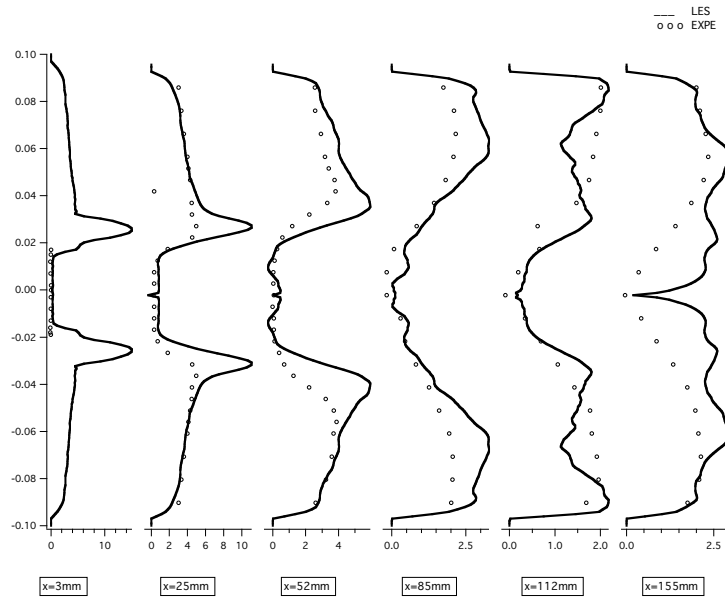 ___ LES
o o o EXPE
0.10
0.08
0.06
0.04
0.02
0.00
-0.02
-0.04
-0.06
-0.08
-0.10
0 10
0 2 4 6 8 10
0 2 4
0.0 2.5
0.0 1.0 2.0
0.0 2.5
x=3mm x=25mm x=52mm x=85mm x=112mm x=155mm